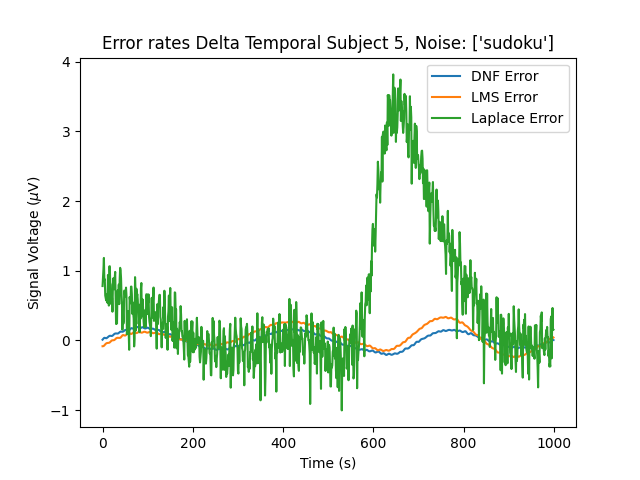 Error rates Delta Temporal Subject 5, Noise: ['sudoku']
DNF Error
LMS Error
Laplace Error
Signal Voltage (μV)
4
3
2
1
0
−1
0 200 400 600 800 1000
Time (s)